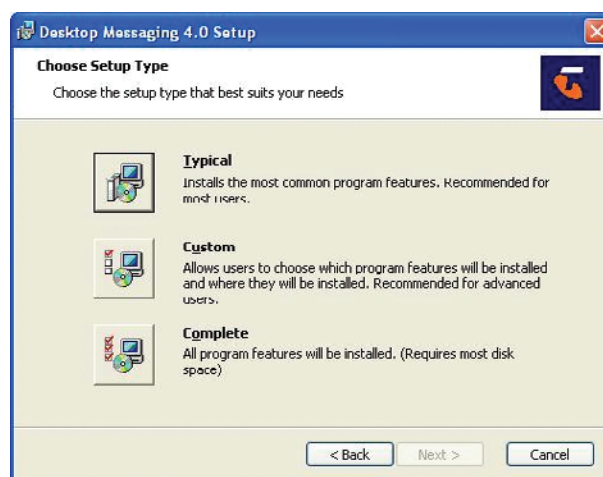 Desktop Messaging 4.0 Setup
Choose Setup Type
Choose the setup type that best suits your needs
Typical
Installs the most common program features. Recommended for
most users.
Custom
Allows users to choose which program features will be installed
and where they will be installed. Recommended for advanced
users.
Complete
All program features will be installed. (Requires most disk
space)
< Back
Next >
Cancel